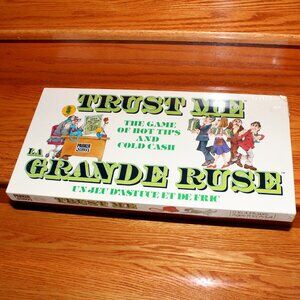 TRUST ME
THE GAME
OF HOT TIPS
AND
COLD CASH
PARKER
LA
GRANDE RUSE
UN JEU D'ASTUCE ET DE FRIC
TRUST ME